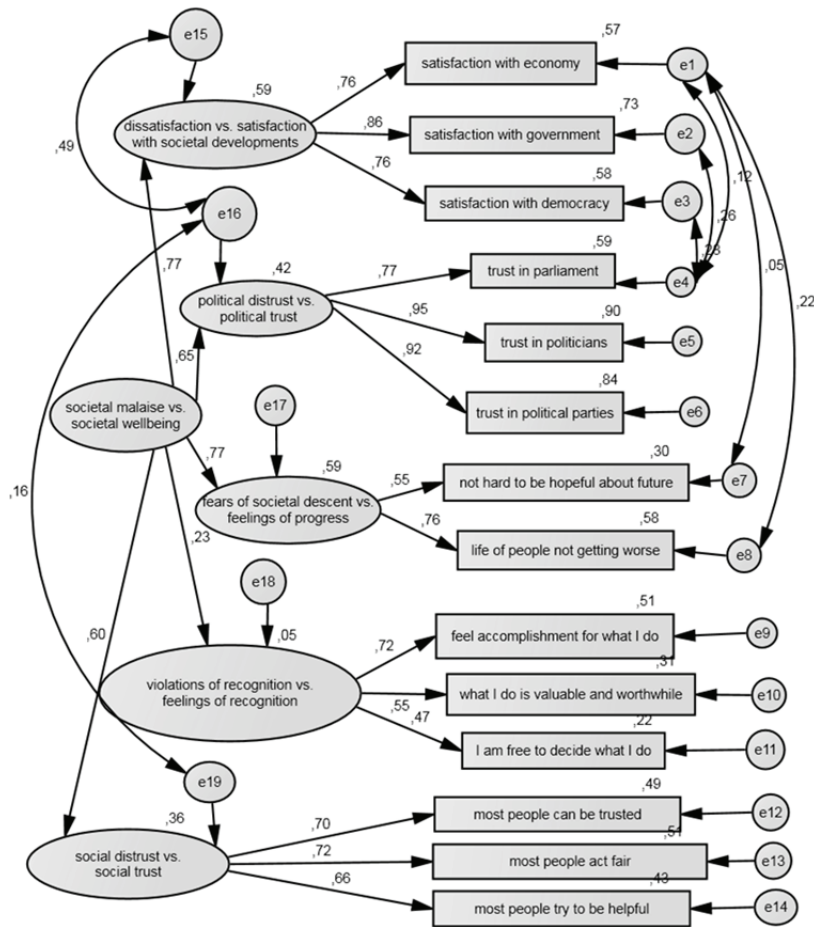 e15
,57
,76
satisfaction with economy
e1
,59
dissatisfaction vs. satisfaction
with societal developments
,86
,73
satisfaction with government
e2
,49
,76
,58
satisfaction with democracy
e3
,12
,26
e16
,77
,42
political distrust vs.
political trust
,77
,59
trust in parliament
,23
e4
,05
,22
,95
,90
trust in politicians
e5
,65
,92
,84
trust in political parties
e6
societal malaise vs.
societal wellbeing
e17
,77
,59
fears of societal descent vs.
feelings of progress
,55
,30
not hard to be hopeful about future
e7
,16
,76
,58
life of people not getting worse
e8
,23
e18
,05
violations of recognition vs.
feelings of recognition
,60
,72
,51
feel accomplishment for what I do
e9
,31
what I do is valuable and worthwhile
e10
,55
,47
,22
I am free to decide what I do
e11
e19
,36
social distrust vs.
social trust
,70
,49
most people can be trusted
e12
,72
,51
most people act fair
e13
,66
,43
most people try to be helpful
e14